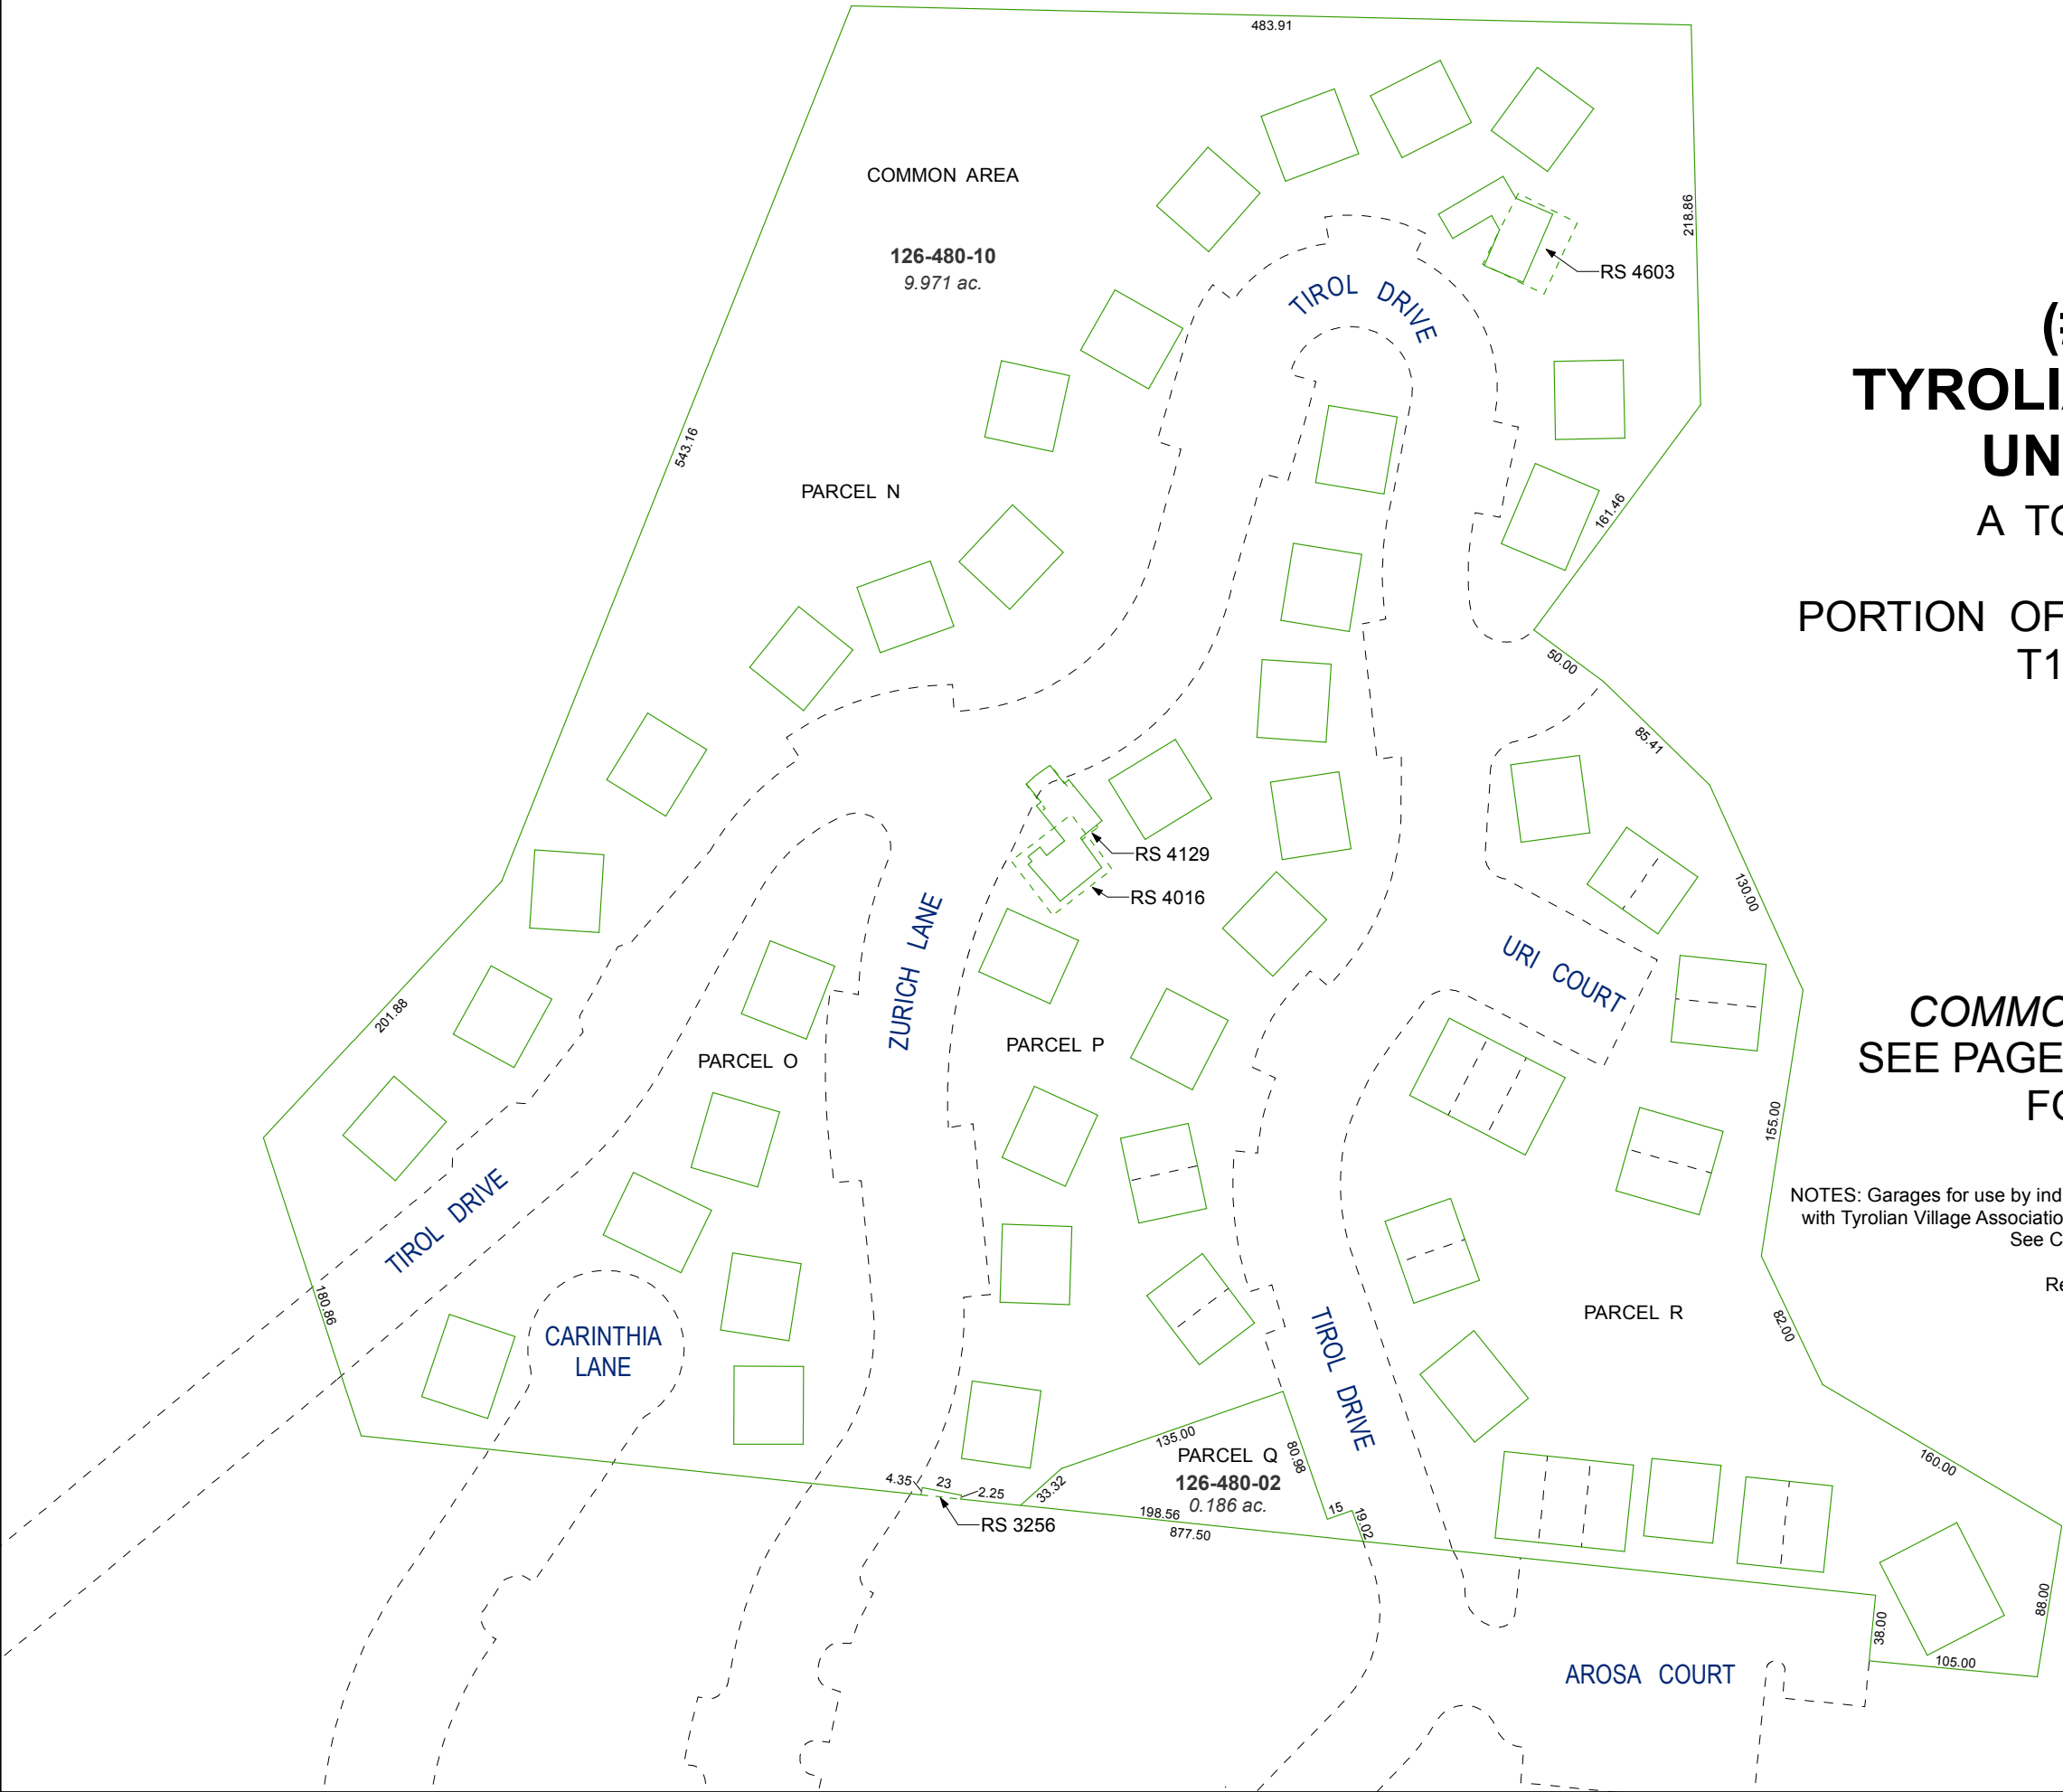 483.91
COMMON AREA
218.86
126-480-10
9.971 ac.
RS 4603
TIROL DRIVE
(
TYROLI
UN
543.16
PARCEL N
161.46
A TO
PORTION OF
T1
50.00
85.41
RS 4129
RS 4016
130.00
ZURICH LANE
URI COURT
201.88
COMMO
SEE PAGE
FO
PARCEL P
PARCEL O
155.00
TIROL DRIVE
NOTES: Garages for use by ind
with Tyrolian Village Associatio
See C
Re
180.86
PARCEL R
82.00
CARINTHIA
LANE
TIROL DRIVE
135.00
PARCEL Q
80.98
126-480-02
0.186 ac.
160.00
4.35
23
2.25
33.32
198.56
877.50
15
19.02
RS 3256
88.00
38.00
105.00
AROSA COURT